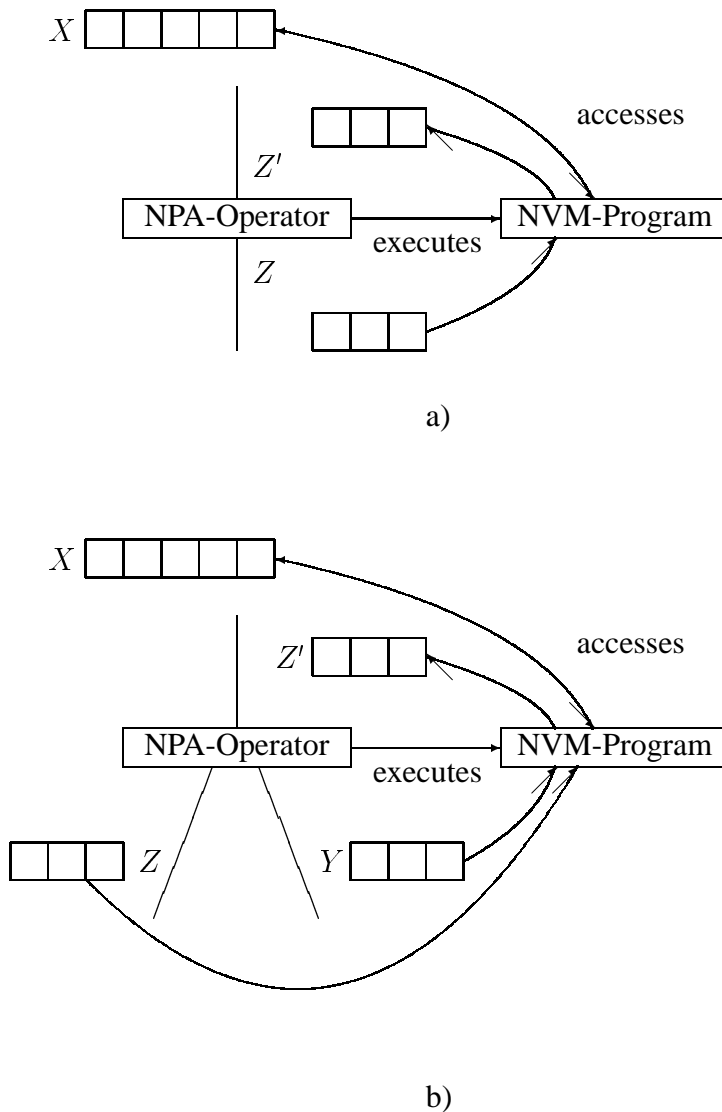 X
accesses
Z′
NPA-Operator
NVM-Program
executes
Z
a)
X
accesses
Z′
NPA-Operator
NVM-Program
executes
Z
Y
b)